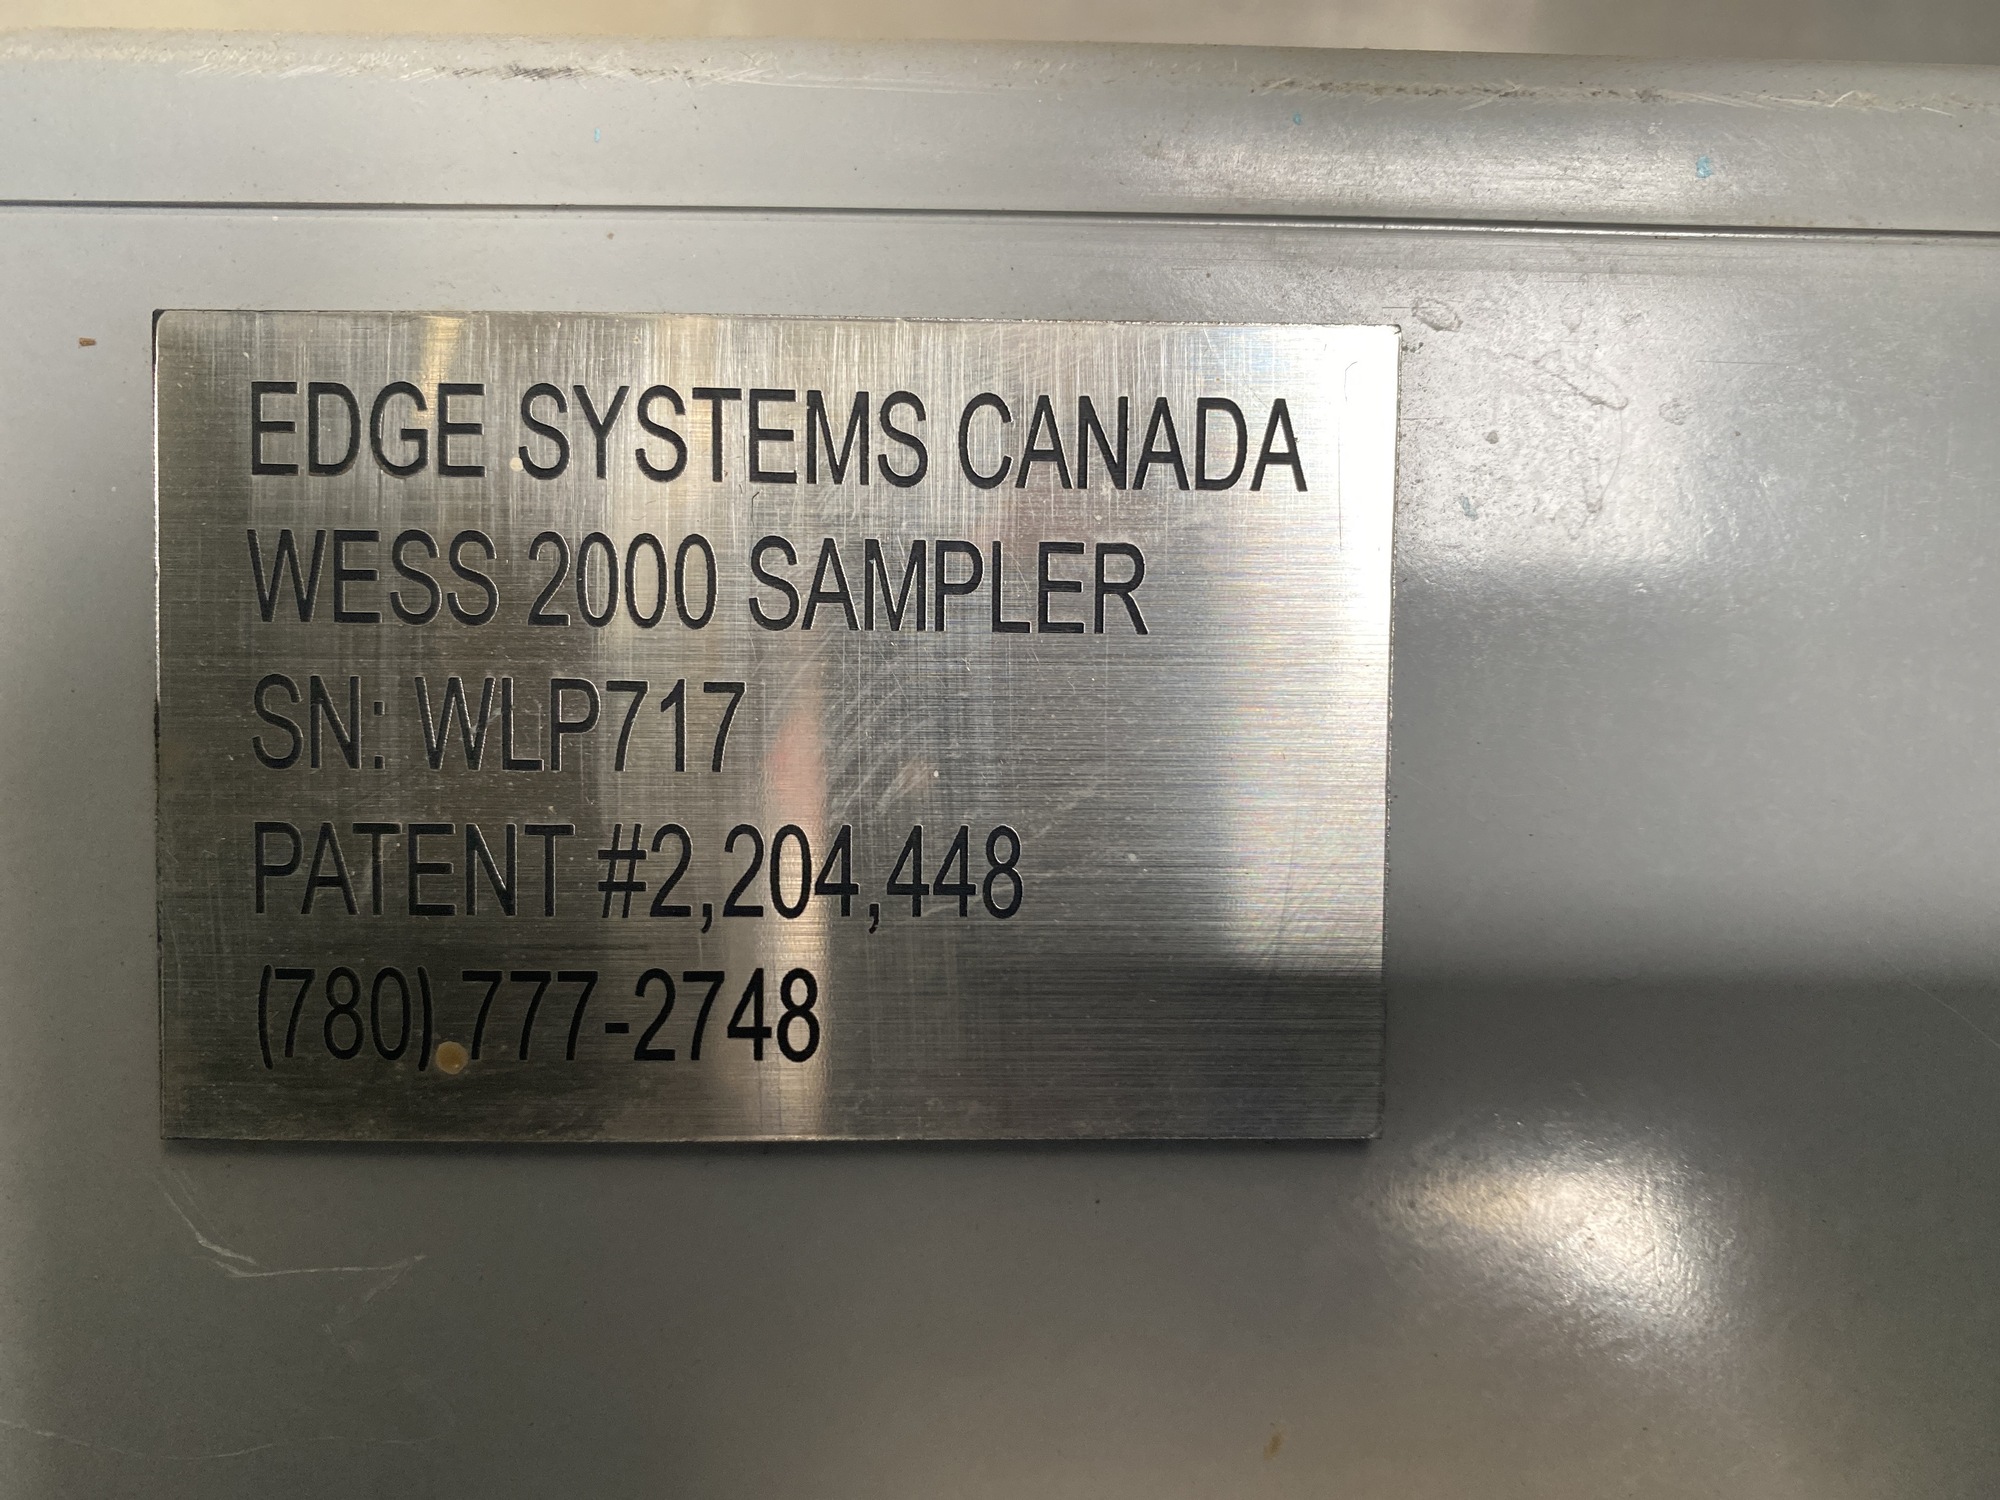 EDGE SYSTEMS CANADA
WESS 2000 SAMPLER
SN: WLP717
PATENT #2,204,448
(780) 777-2748